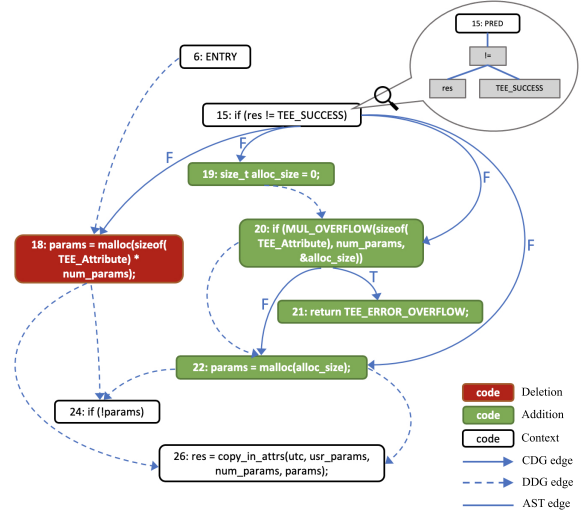 15: PRED
!=
res
TEE_SUCCESS
6: ENTRY
15: if (res != TEE_SUCCESS)
F
F
F
F
19: size_t alloc_size = 0;
18: params = malloc(sizeof(
TEE_Attribute) *
num_params);
20: if (MUL_OVERFLOW(sizeof(
TEE_Attribute), num_params,
&alloc_size))
F
T
21: return TEE_ERROR_OVERFLOW;
22: params = malloc(alloc_size);
24: if (!params)
26: res = copy_in_attrs(utc, usr_params,
num_params, params);
code Deletion
code Addition
code Context
CDG edge
DDG edge
AST edge